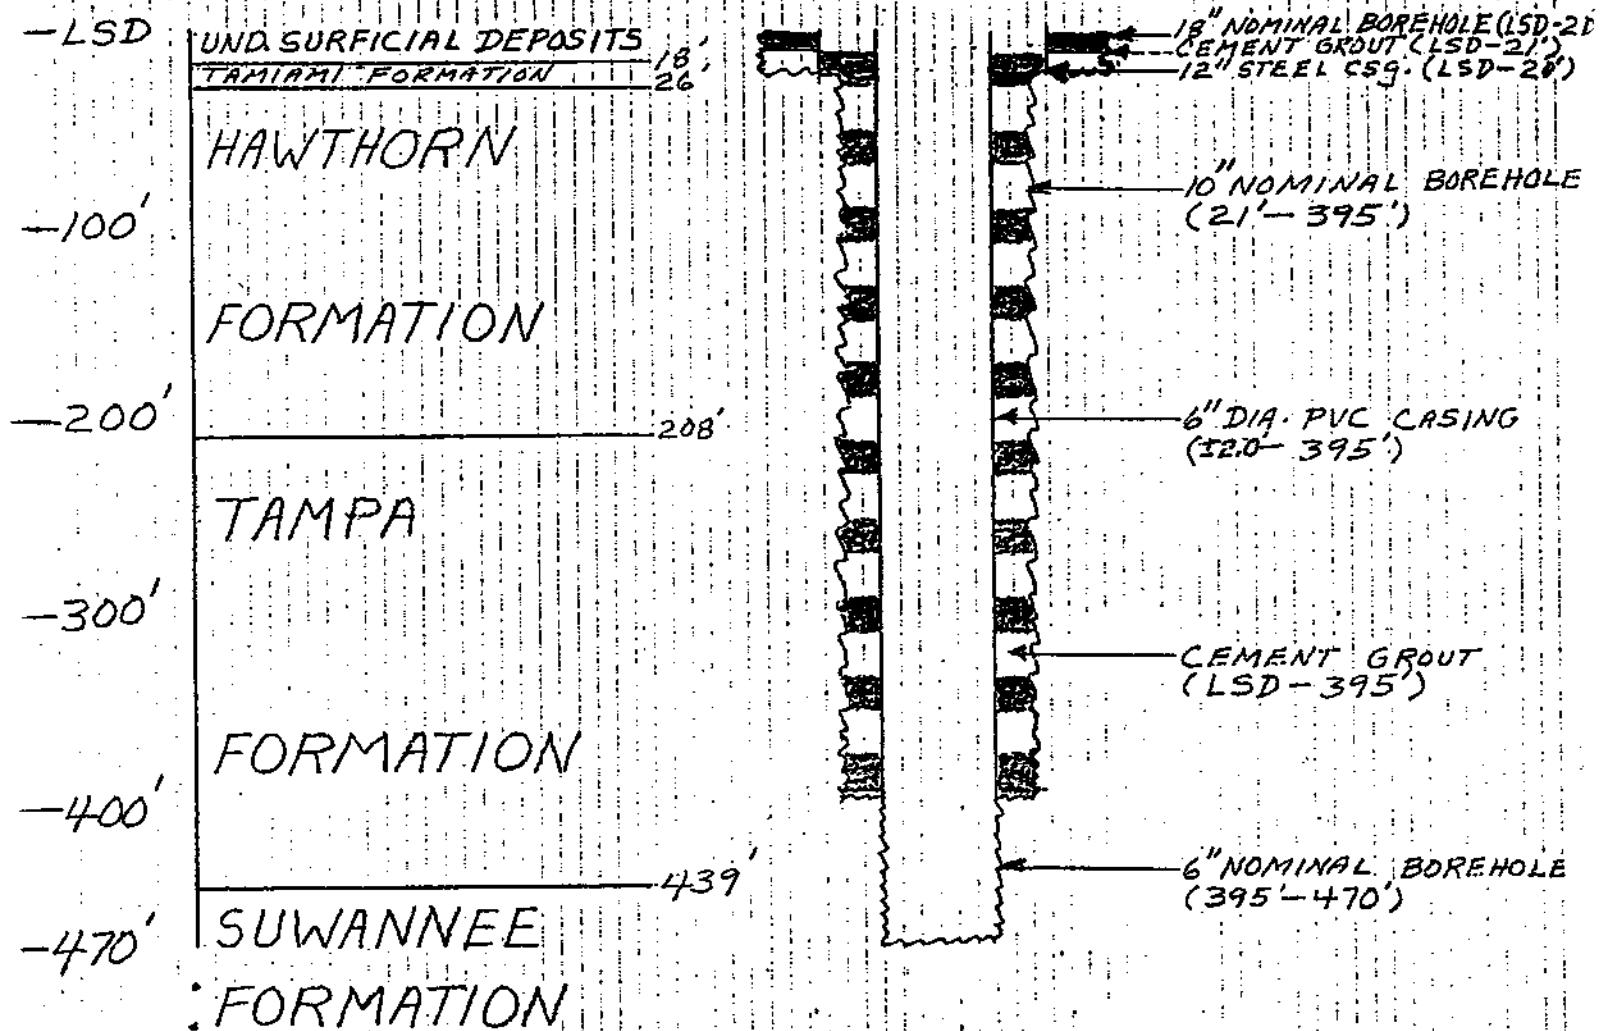 -LSD
UND. SURFICIAL DEPOSITS
18'
TAMIAMI FORMATION
26'
HAWTHORN
-100'
FORMATION
-200'
208'
TAMPA
-300'
FORMATION
-400'
439'
SUWANNEE
-470'
FORMATION
18" NOMINAL BOREHOLE (LSD-21
CEMENT GROUT (LSD-21')
12" STEEL CSG. (LSD-20')
10" NOMINAL BOREHOLE
(21'-395')
6" DIA. PVC CASING
(±2.0'- 395')
CEMENT GROUT
(LSD-395')
6" NOMINAL BOREHOLE
(395'-470')